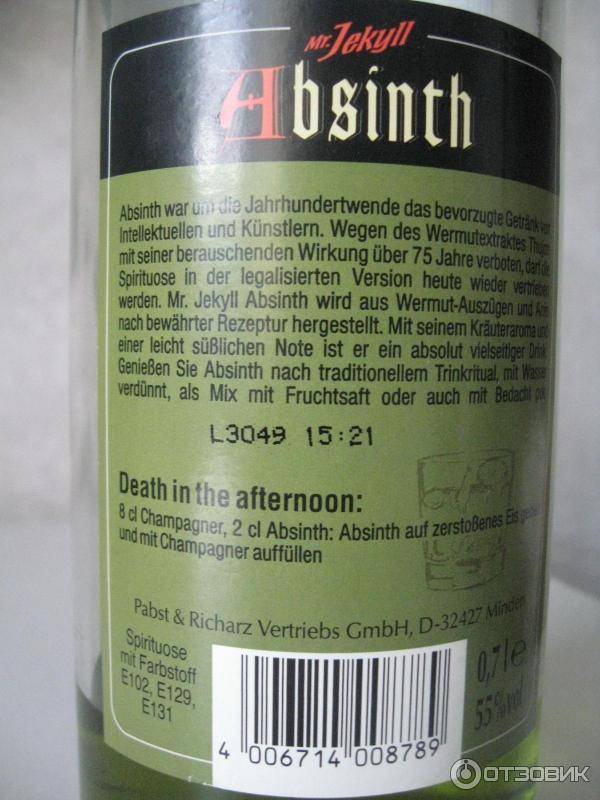 Mr. Jekyll
Absinth
Absinth war um die Jahrhundertwende das bevorzugte Getränk von
Intellektuellen und Künstlern. Wegen des Wermutextraktes Thujon
mit seiner berauschenden Wirkung über 75 Jahre verboten, darf die
Spirituose in der legalisierten Version heute wieder vertrieben
werden. Mr. Jekyll Absinth wird aus Wermut-Auszügen und
nach bewährter Rezeptur hergestellt. Mit seinem Kräuteraroma und
einer leicht süßlichen Note ist er ein absolut vielseitiger Drink.
Genießen Sie Absinth nach traditionellem Trinkritual, mit Wasser
verdünnt, als Mix mit Fruchtsaft oder auch mit Bedacht
L3049 15:21
Death in the afternoon:
8 cl Champagner, 2 cl Absinth: Absinth auf zerstoßenes Eis
und mit Champagner auffüllen
Pabst & Richarz Vertriebs GmbH, D-32427 Minden
Spirituose
mit Farbstoff
E102, E129,
E131
0,7 l e
55%vol
4 006714 008789
ОТЗОВИК